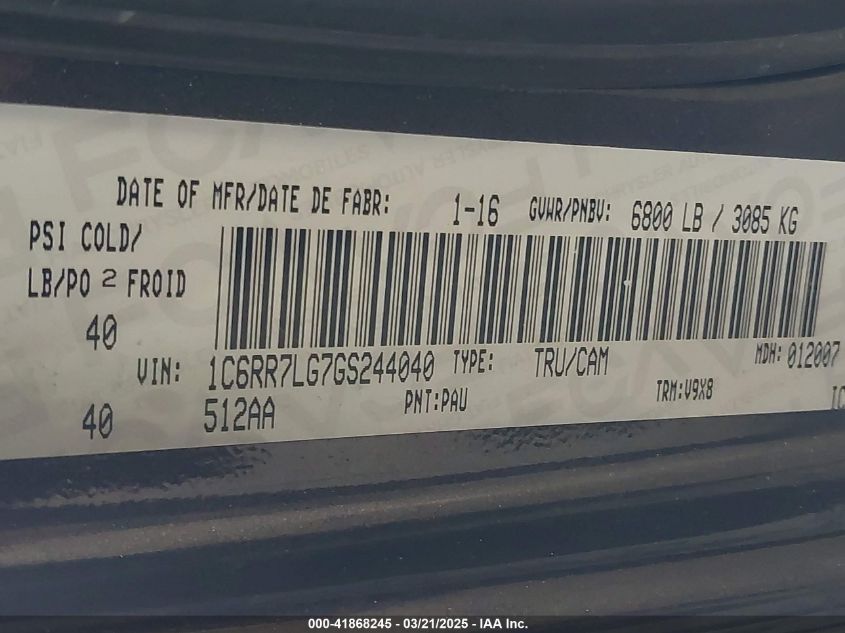 DATE OF MFR/DATE DE FABR: 1-16 GVWR/PNBV: 6800 LB / 3085 KG
PSI COLD/
LB/PO 2 FROID
40
VIN: 1C6RR7LG7GS244040 TYPE: TRU/CAM MDH: 012007
40 512AA PNT:PAU TRM:V9X8 IC
000-41868245 - 03/21/2025 - IAA Inc.